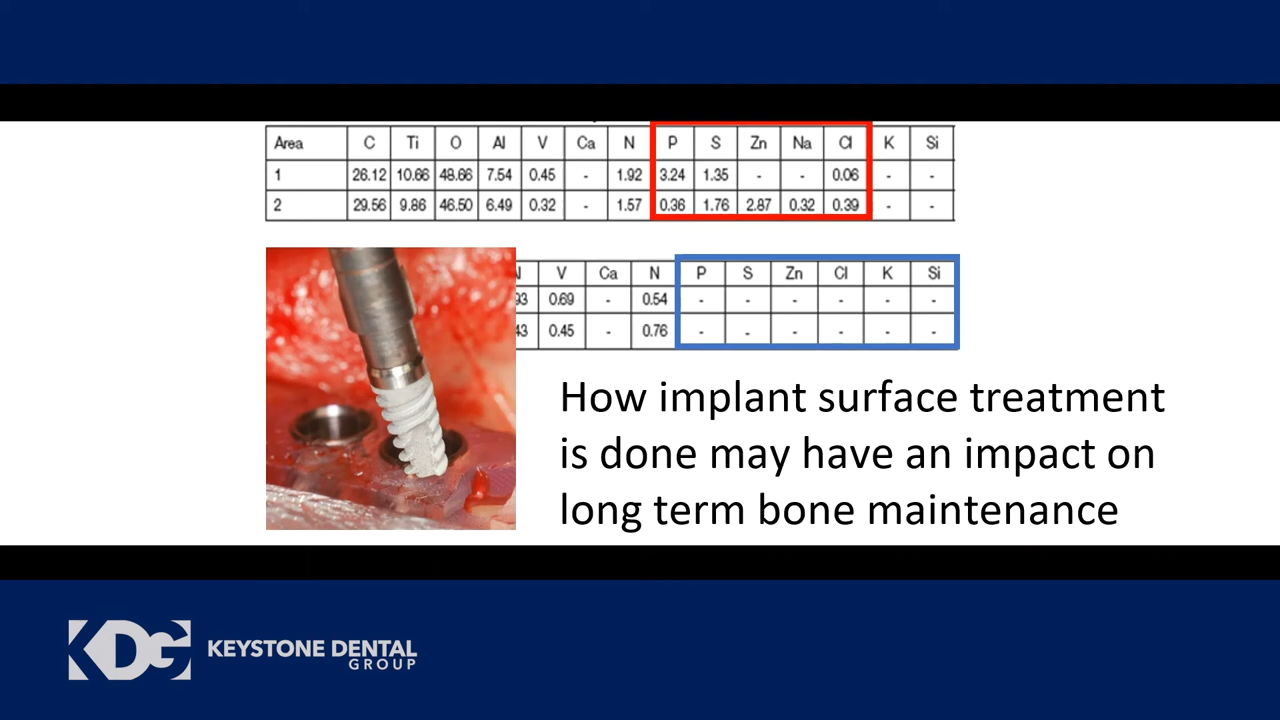 Area C Ti O Al V Ca N P S Zn Na Cl K Si
1 26.12 10.66 48.66 7.54 0.45 - 1.92 3.24 1.35 - - 0.06 - -
2 29.56 9.86 46.50 6.49 0.32 - 1.57 0.36 1.76 2.87 0.32 0.39 - -
V Ca N P S Zn Cl K Si
93 0.69 - 0.54 - - - - - -
43 0.45 - 0.76 - - - - - -
How implant surface treatment
is done may have an impact on
long term bone maintenance
KDG
KEYSTONE DENTAL
GROUP